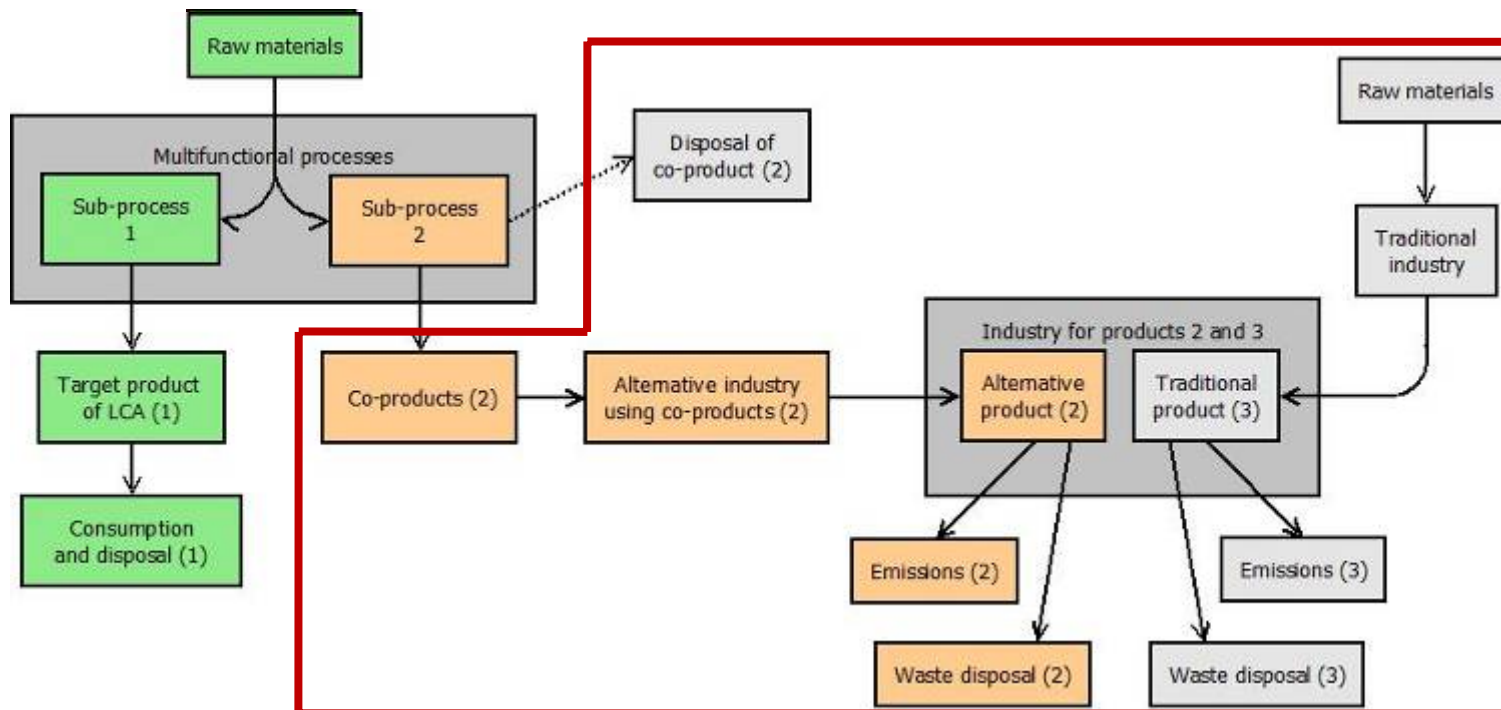 Raw materials
Multifunctional processes
Sub-process
1
Sub-process
2
Disposal of
co-product (2)
Raw materials
Traditional
industry
Target product
of LCA (1)
Co-products (2)
Alternative industry
using co-products (2)
Industry for products 2 and 3
Alternative
product (2)
Traditional
product (3)
Consumption
and disposal (1)
Emissions (2)
Emissions (3)
Waste disposal (2)
Waste disposal (3)